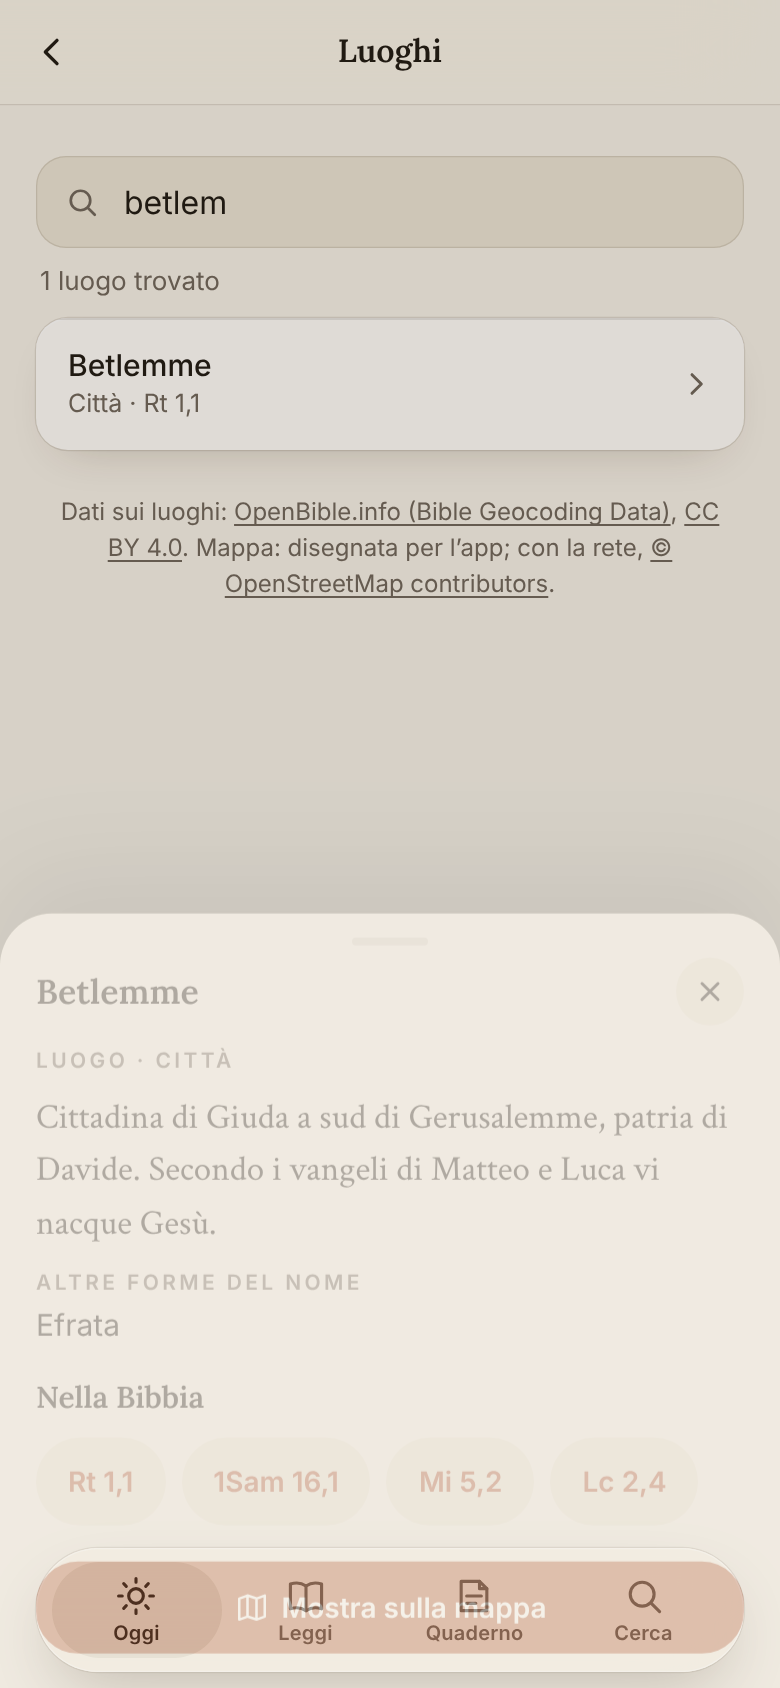 Luoghi
betlem
1 luogo trovato
Betlemme
Città · Rt 1,1
Dati sui luoghi: OpenBible.info (Bible Geocoding Data), CC
BY 4.0. Mappa: disegnata per l’app; con la rete, ©
OpenStreetMap contributors.
Betlemme
LUOGO · CITTÀ
Cittadina di Giuda a sud di Gerusalemme, patria di
Davide. Secondo i vangeli di Matteo e Luca vi
nacque Gesù.
ALTRE FORME DEL NOME
Efrata
Nella Bibbia
Rt 1,1 1Sam 16,1 Mi 5,2 Lc 2,4
Mostra sulla mappa
Oggi Leggi Quaderno Cerca